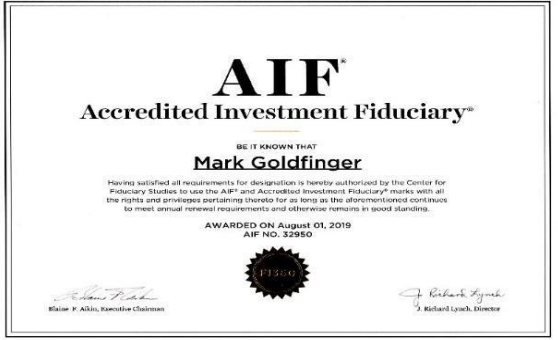 AIF®
Accredited Investment Fiduciary®
BE IT KNOWN THAT
Mark Goldfinger
Having satisfied all requirements for designation is hereby authorized by the Center for
Fiduciary Studies to use the AIF® and Accredited Investment Fiduciary® marks with all
the rights and privileges pertaining thereto for as long as the aforementioned continues
to meet annual renewal requirements and otherwise remains in good standing.
AWARDED ON August 01, 2019
AIF NO. 32950
FI360
Blaine F. Aikin, Executive Chairman
J. Richard Lynch
J. Richard Lynch, Director